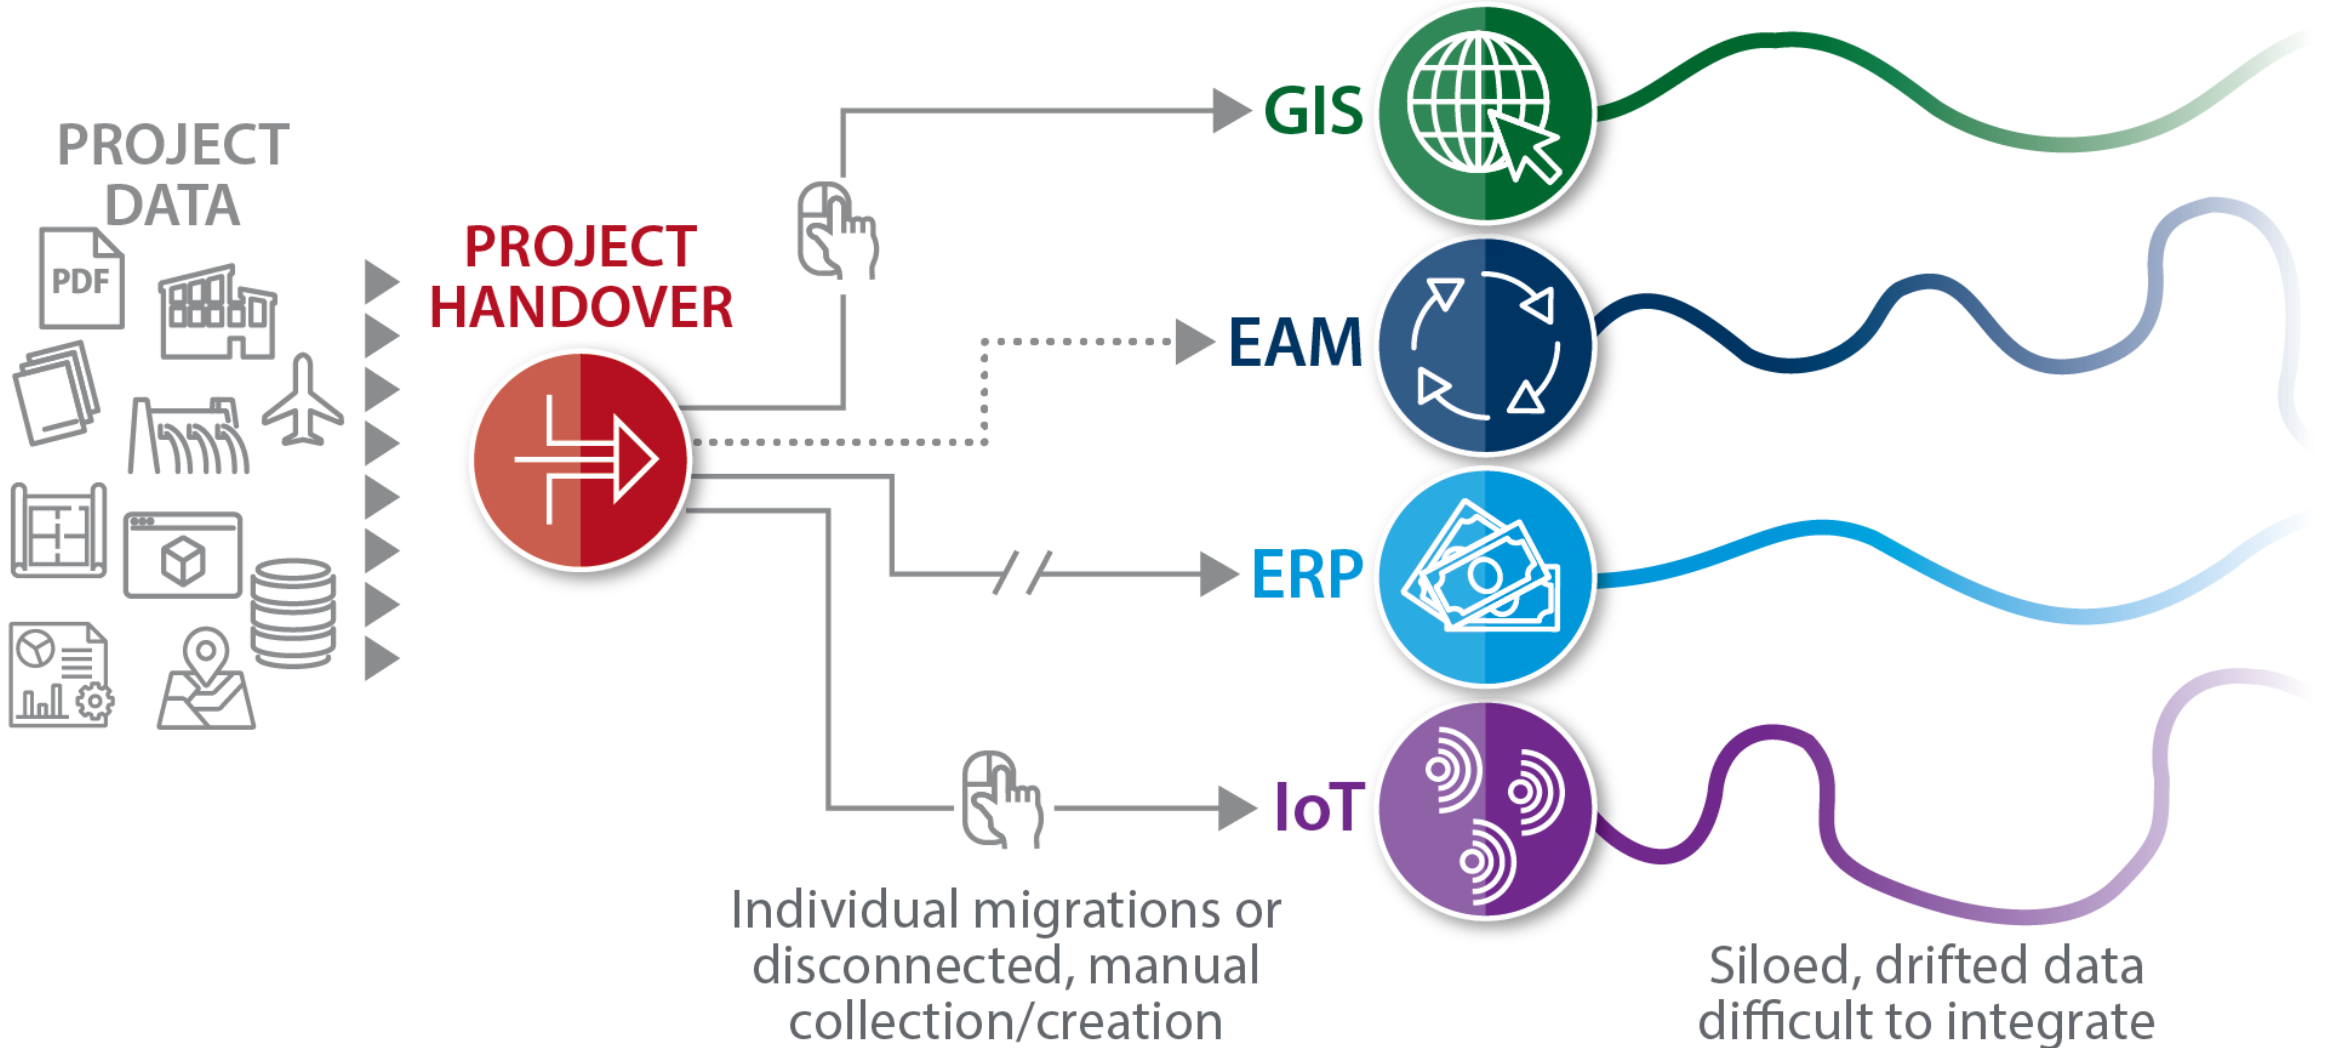 PROJECT
DATA
PDF
PROJECT
HANDOVER
GIS
EAM
ERP
IoT
Individual migrations or
disconnected, manual
collection/creation
Siloed, drifted data
difficult to integrate